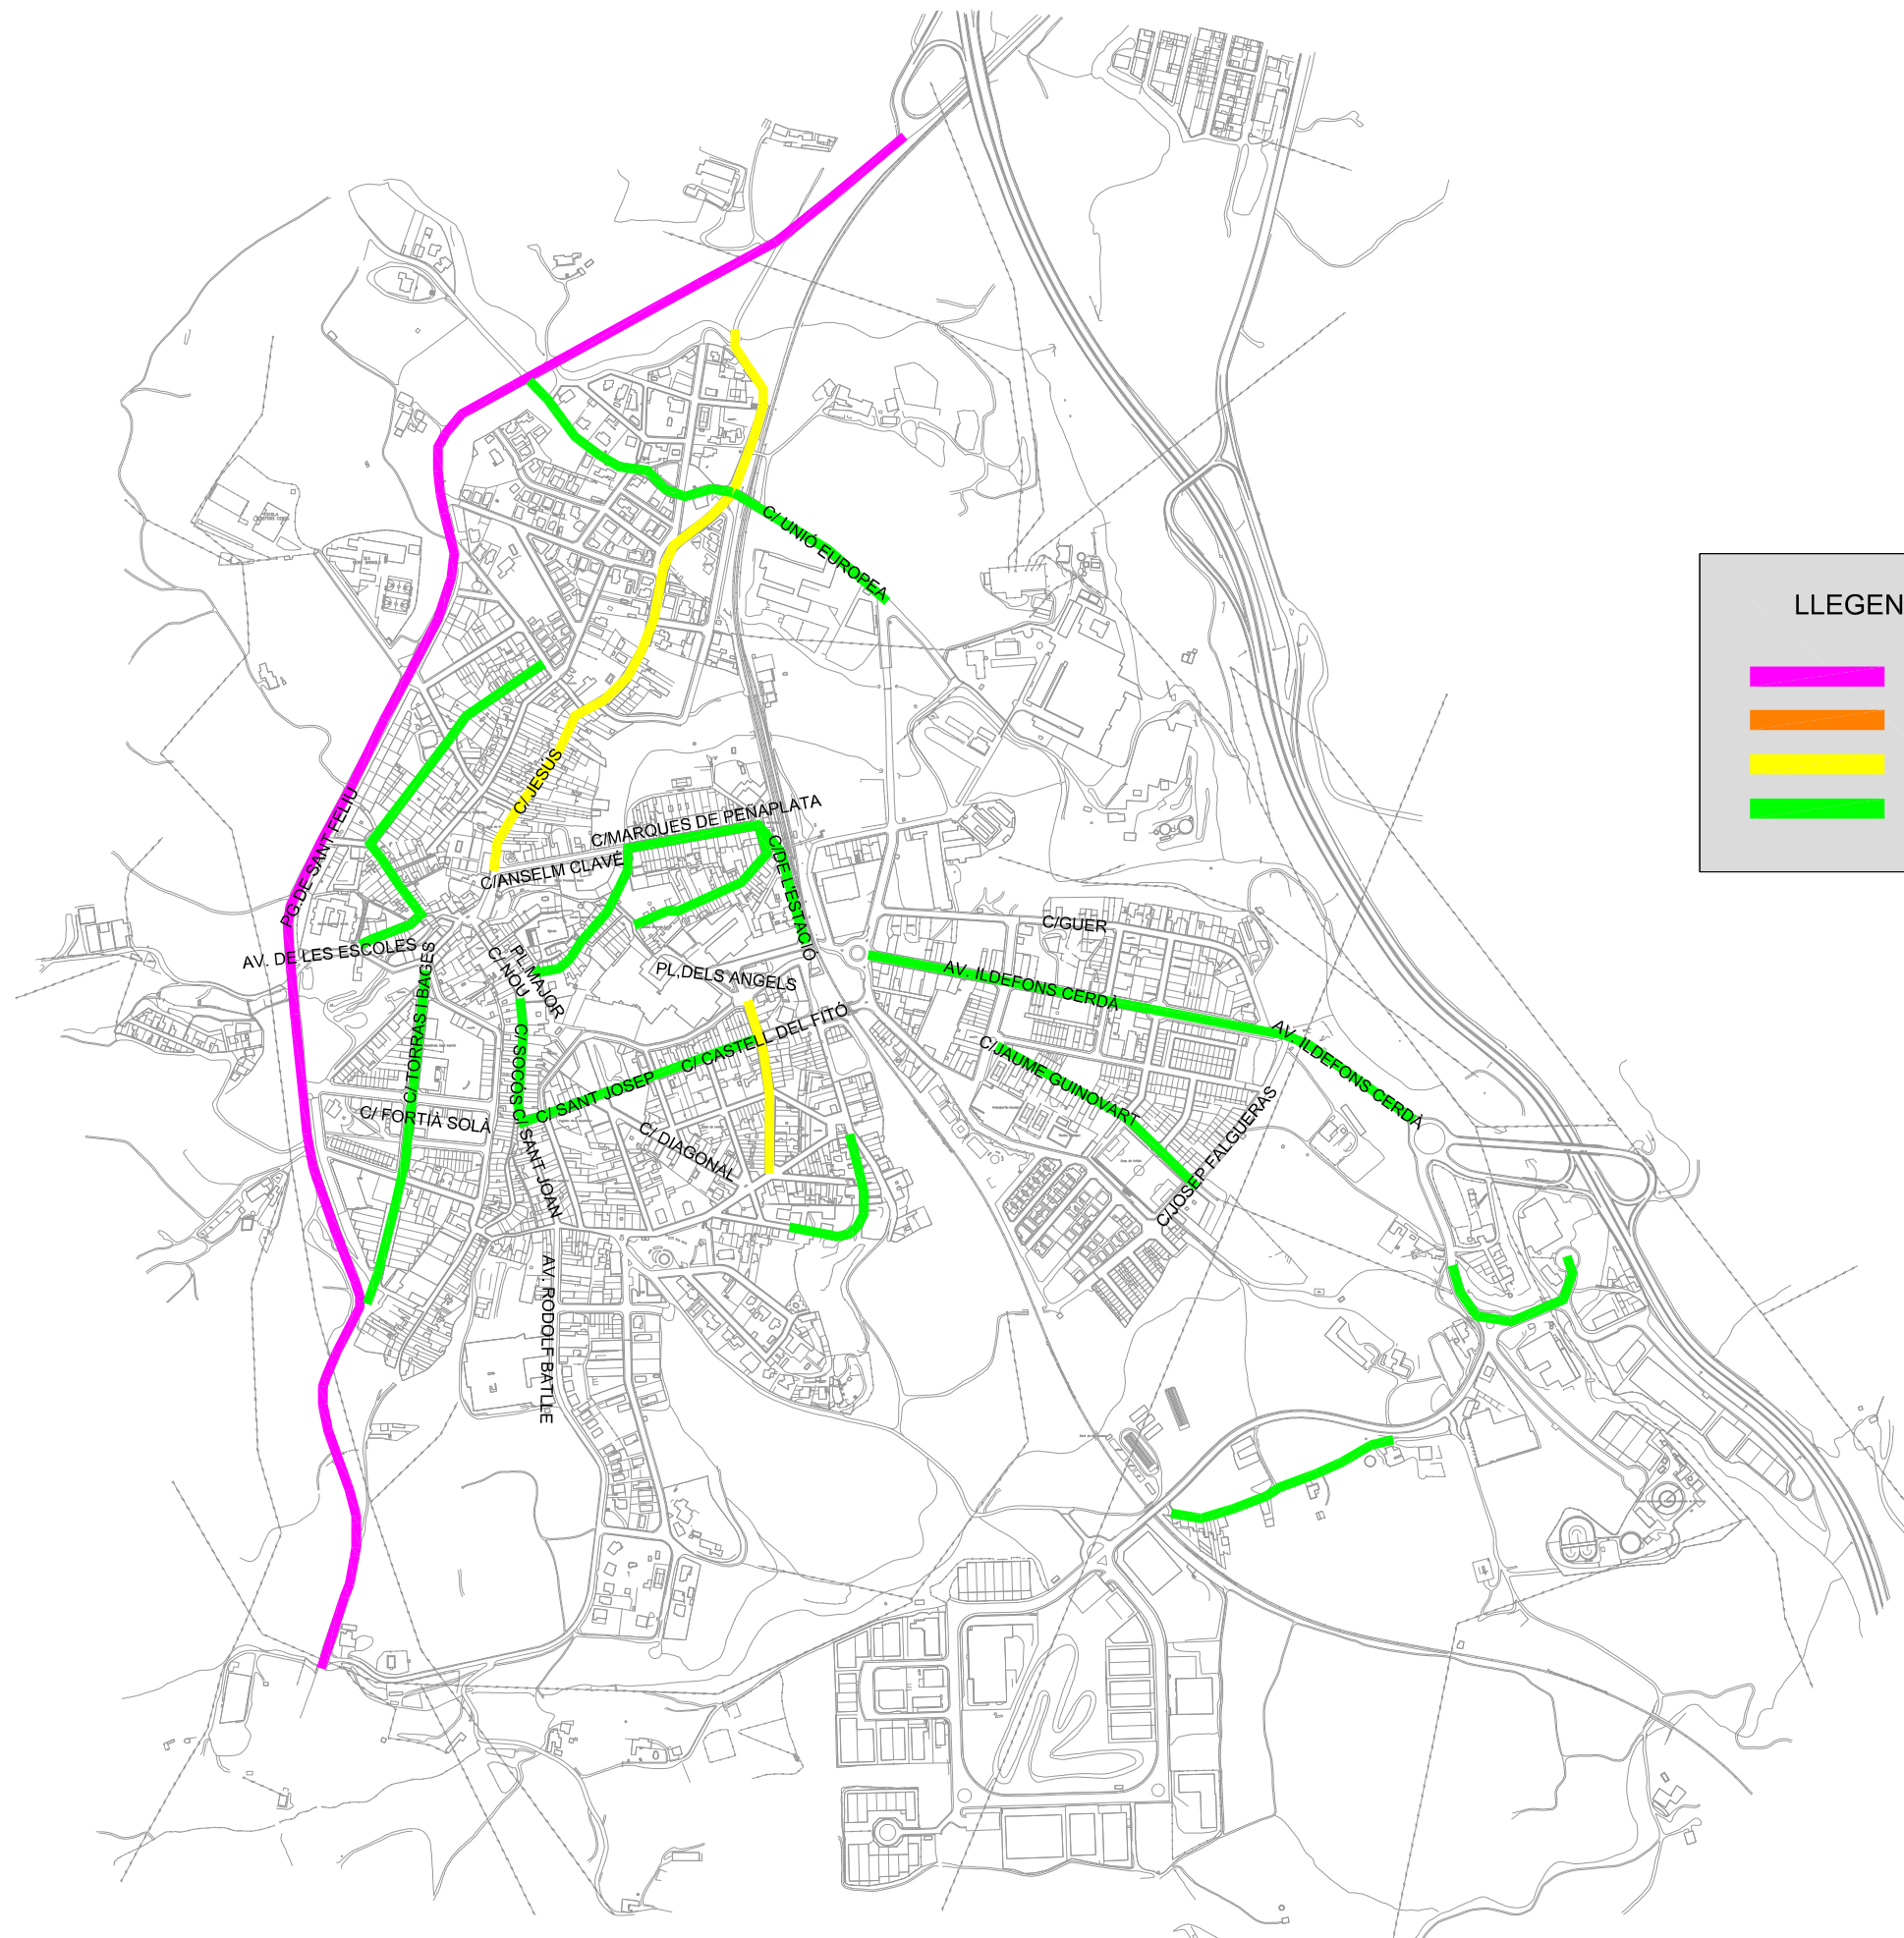 C/ UNIÓ EUROPEA
LLEGEN
C/ JESÚS
PG.DE SANT FELIU
C/MARQUES DE PEÑAPLATA
C/ANSELM CLAVÉ
C/DE L'ESTACIÓ
C/GUER
AV. DE LES ESCOLES
PL.MAJOR
C/ NOU
PL,DELS ANGELS
AV. ILDEFONS CERDÀ
AV. ILDEFONS CERDÀ
C/TORRAS I BAGES
C/ SOCÓS
C/ CASTELL DEL FITÓ
C/ SANT JOSEP
C/JAUME GUINOVART
C/ FORTIÀ SOLÀ
C/ SANT JOAN
C/ DIAGONAL
C/JOSEP FALGUERAS
AV. RODOLF BATLLE